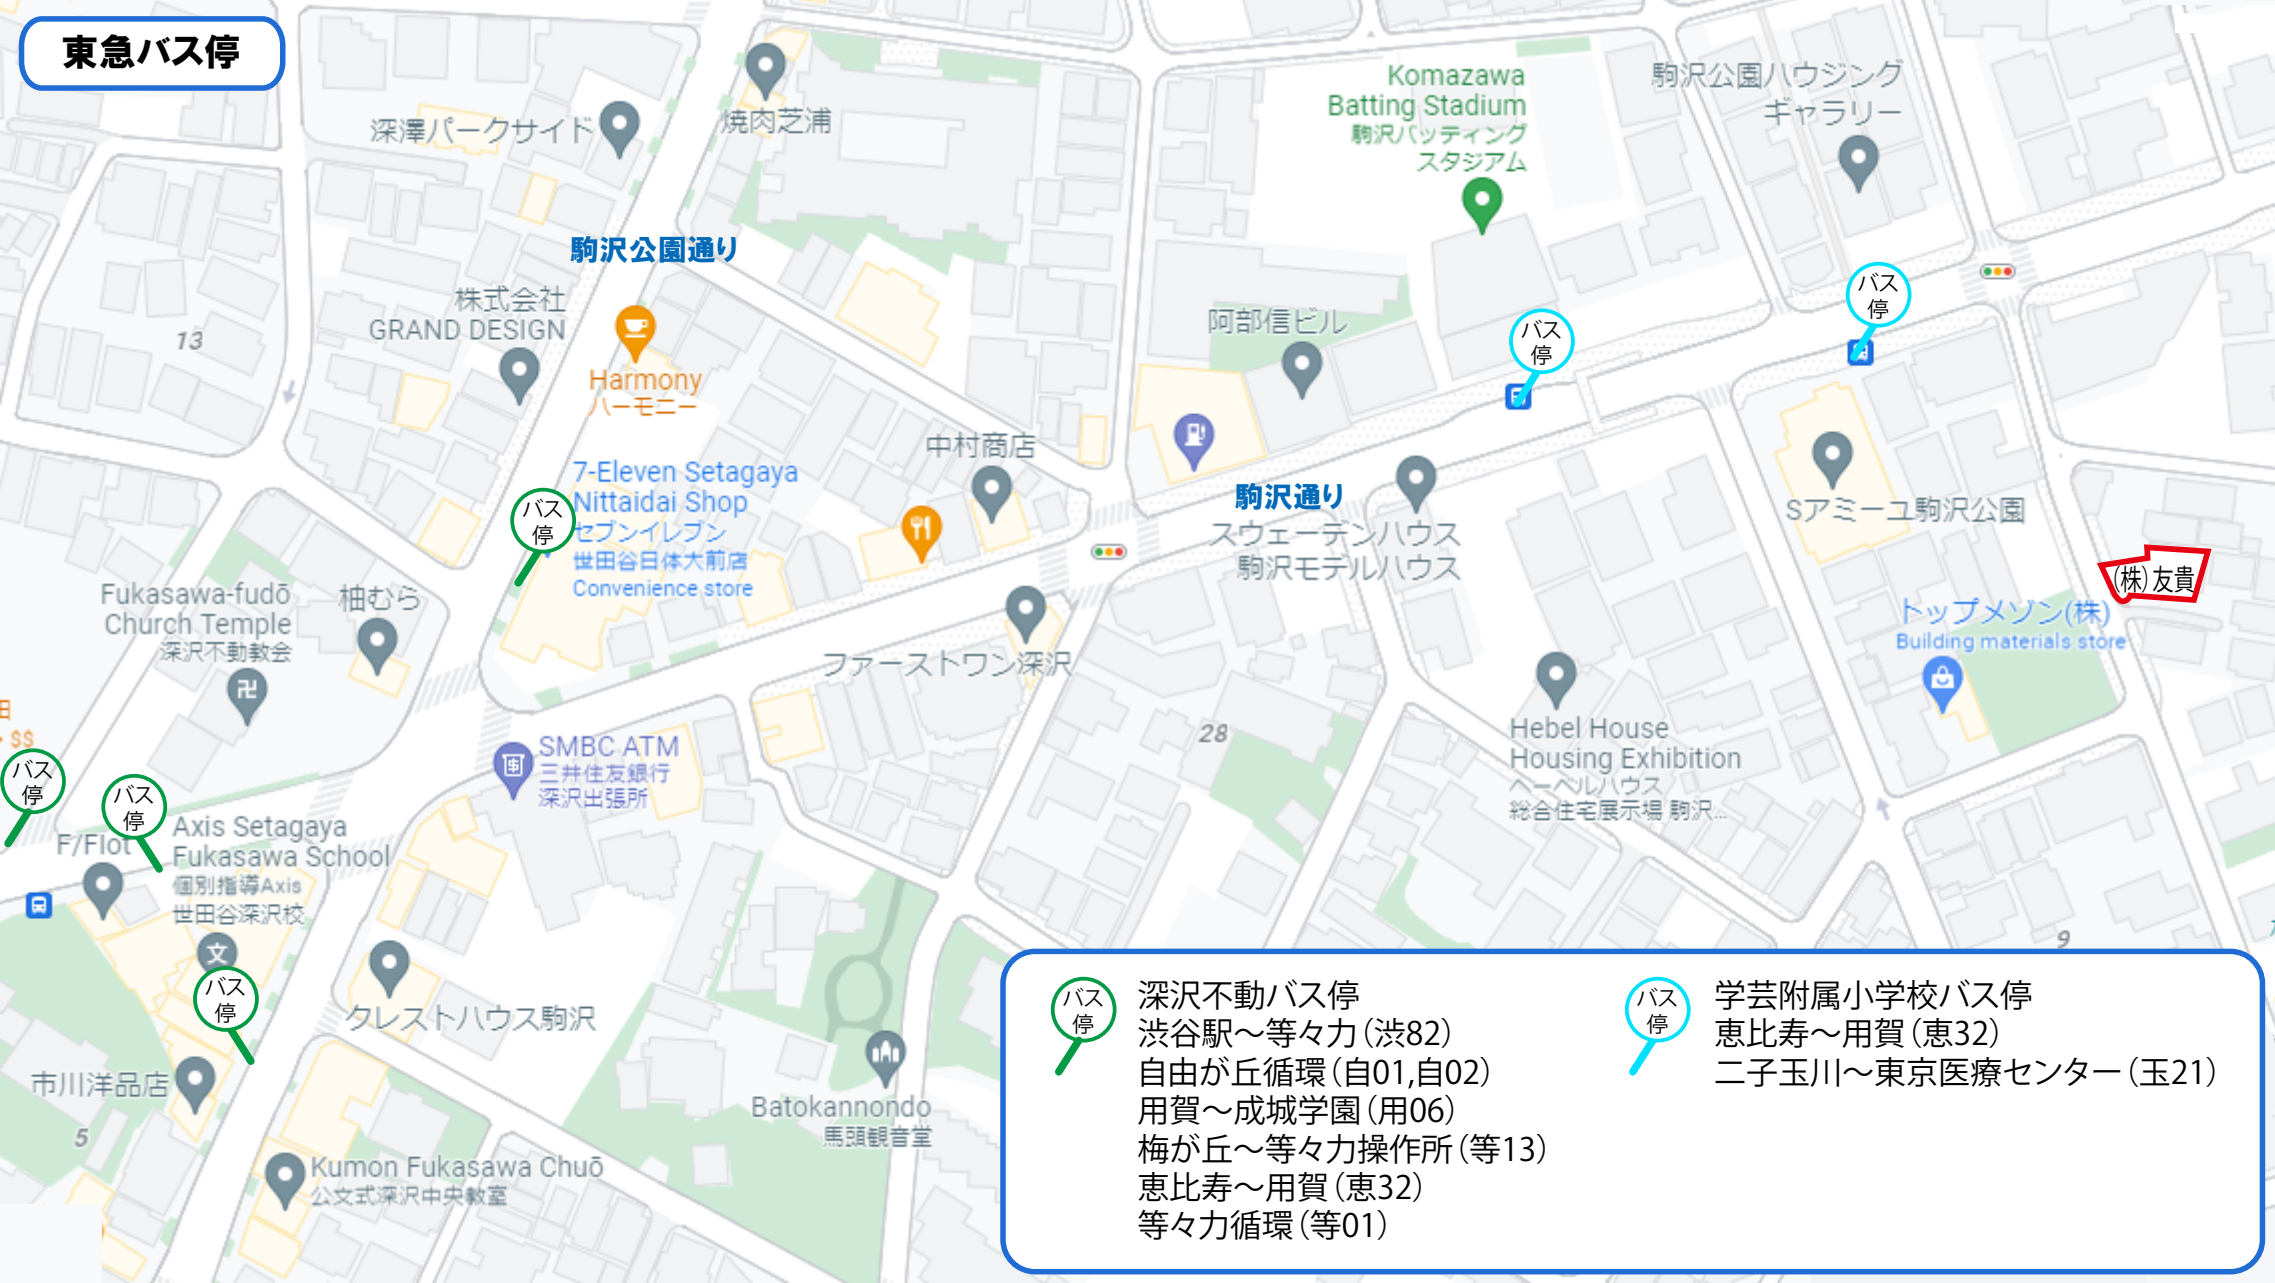 東急バス停
深澤パークサイド
焼肉芝浦
Komazawa
Batting Stadium
駒沢バッティング
スタジアム
駒沢公園ハウジング
ギャラリー
駒沢公園通り
株式会社
GRAND DESIGN
13
Harmony
ハーモニー
阿部信ビル
バス
停
バス
停
中村商店
7-Eleven Setagaya
Nittaidai Shop
セブンイレブン
世田谷日体大前店
Convenience store
バス
停
駒沢通り
スウェーデンハウス
駒沢モデルハウス
Sアミーユ駒沢公園
(株)友貴
トップメゾン(株)
Building materials store
Fukasawa-fudō
Church Temple
深沢不動教会
柚むら
ファーストワン深沢
28
Hebel House
Housing Exhibition
ヘーベルハウス
総合住宅展示場 駒沢...
田
・$$
SMBC ATM
三井住友銀行
深沢出張所
バス
停
バス
停
F/Flot
Axis Setagaya
Fukasawa School
個別指導Axis
世田谷深沢校
文
バス
停
クレストハウス駒沢
市川洋品店
5
Batokannondo
馬頭観音堂
Kumon Fukasawa Chuō
公文式深沢中央教室
9
バス
停
深沢不動バス停
渋谷駅～等々力(渋82)
自由が丘循環(自01,自02)
用賀～成城学園(用06)
梅が丘～等々力操作所(等13)
恵比寿～用賀(恵32)
等々力循環(等01)
バス
停
学芸附属小学校バス停
恵比寿～用賀(恵32)
二子玉川～東京医療センター(玉21)